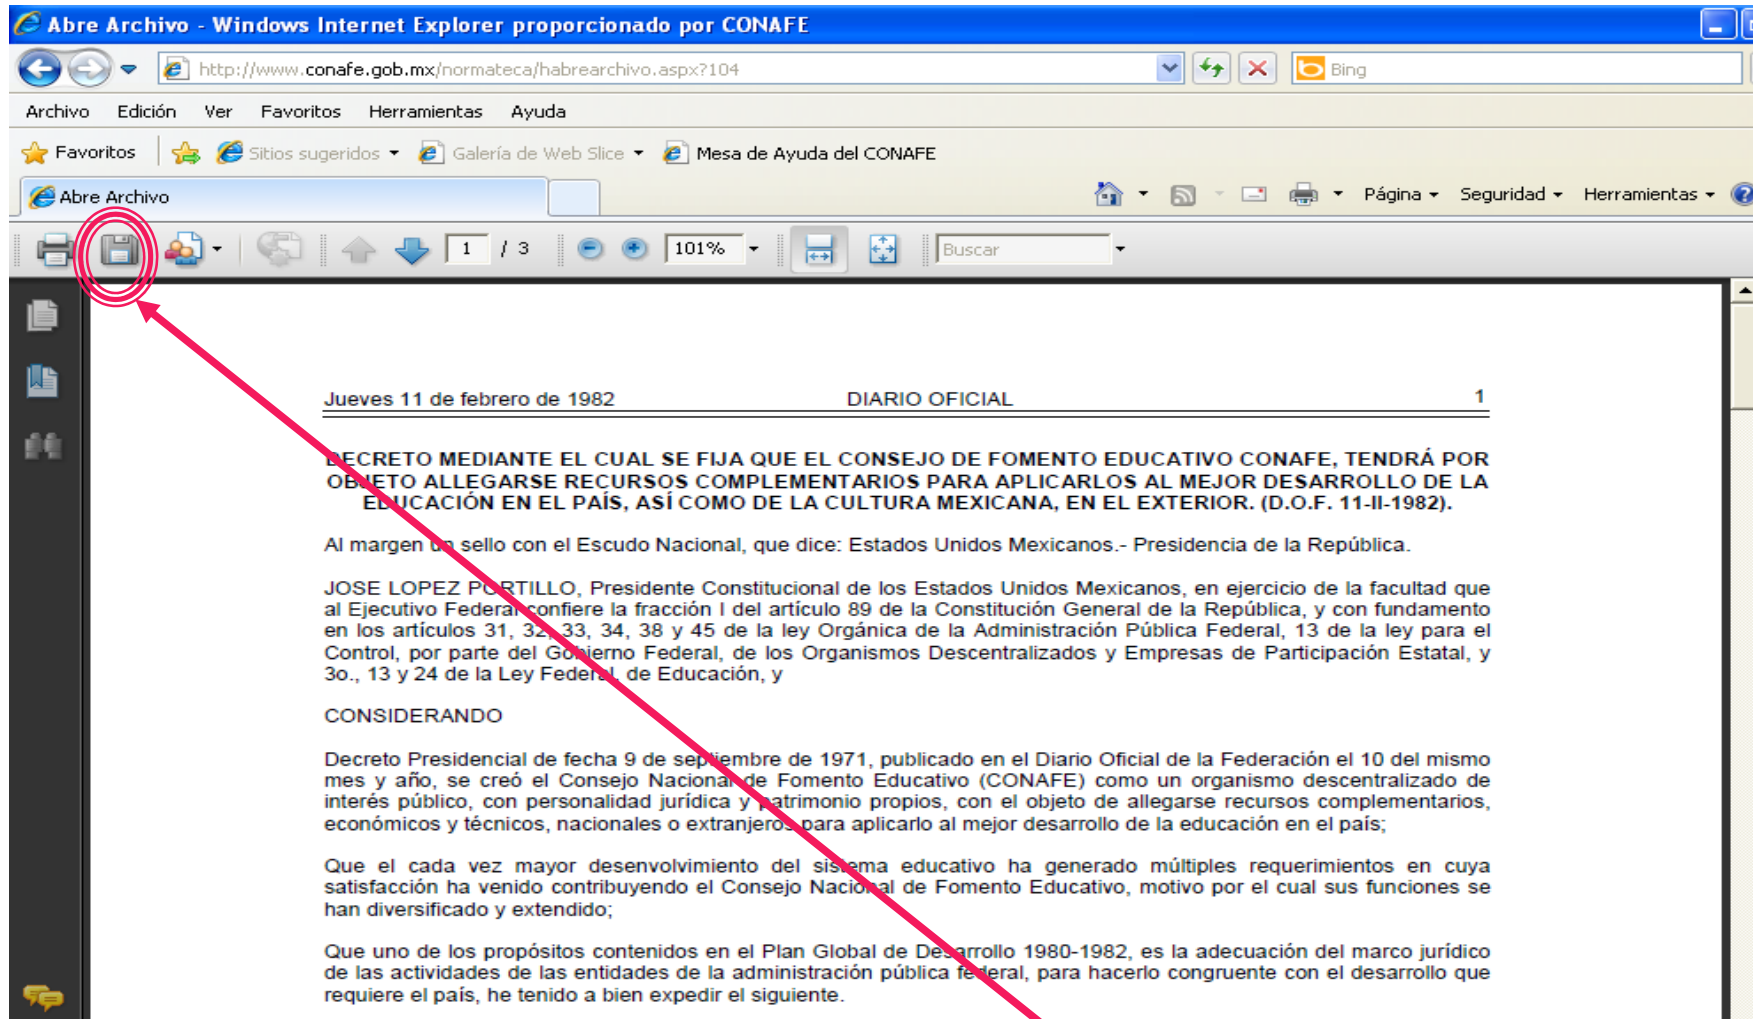 Abre Archivo - Windows Internet Explorer proporcionado por CONAFE
http://www.conafe.gob.mx/normateca/habrearchivo.aspx?104
Bing
Archivo Edición Ver Favoritos Herramientas Ayuda
Favoritos Sitios sugeridos Galería de Web Slice Mesa de Ayuda del CONAFE
Abre Archivo Página Seguridad Herramientas
1 / 3 101% Buscar
Jueves 11 de febrero de 1982 DIARIO OFICIAL 1
DECRETO MEDIANTE EL CUAL SE FIJA QUE EL CONSEJO DE FOMENTO EDUCATIVO CONAFE, TENDRÁ POR
OBJETO ALLEGARSE RECURSOS COMPLEMENTARIOS PARA APLICARLOS AL MEJOR DESARROLLO DE LA
EDUCACIÓN EN EL PAÍS, ASÍ COMO DE LA CULTURA MEXICANA, EN EL EXTERIOR. (D.O.F. 11-II-1982).
Al margen un sello con el Escudo Nacional, que dice: Estados Unidos Mexicanos.- Presidencia de la República.
JOSE LOPEZ PORTILLO, Presidente Constitucional de los Estados Unidos Mexicanos, en ejercicio de la facultad que
al Ejecutivo Federal confiere la fracción I del artículo 89 de la Constitución General de la República, y con fundamento
en los artículos 31, 32, 33, 34, 38 y 45 de la ley Orgánica de la Administración Pública Federal, 13 de la ley para el
Control, por parte del Gobierno Federal, de los Organismos Descentralizados y Empresas de Participación Estatal, y
3o., 13 y 24 de la Ley Federal, de Educación, y
CONSIDERANDO
Decreto Presidencial de fecha 9 de septiembre de 1971, publicado en el Diario Oficial de la Federación el 10 del mismo
mes y año, se creó el Consejo Nacional de Fomento Educativo (CONAFE) como un organismo descentralizado de
interés público, con personalidad jurídica y patrimonio propios, con el objeto de allegarse recursos complementarios,
económicos y técnicos, nacionales o extranjeros para aplicarlo al mejor desarrollo de la educación en el país;
Que el cada vez mayor desenvolvimiento del sistema educativo ha generado múltiples requerimientos en cuya
satisfacción ha venido contribuyendo el Consejo Nacional de Fomento Educativo, motivo por el cual sus funciones se
han diversificado y extendido;
Que uno de los propósitos contenidos en el Plan Global de Desarrollo 1980-1982, es la adecuación del marco jurídico
de las actividades de las entidades de la administración pública federal, para hacerlo congruente con el desarrollo que
requiere el país, he tenido a bien expedir el siguiente.